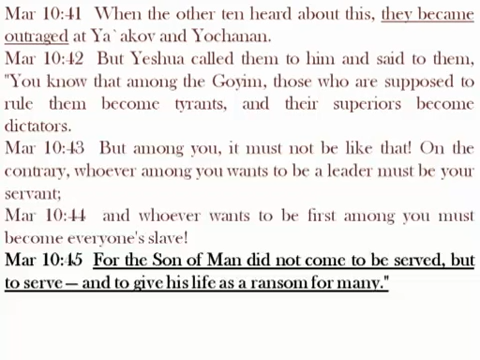 Mar 10:41 When the other ten heard about this, they became
outraged at Ya`akov and Yochanan.
Mar 10:42 But Yeshua called them to him and said to them,
"You know that among the Goyim, those who are supposed to
rule them become tyrants, and their superiors become
dictators.
Mar 10:43 But among you, it must not be like that! On the
contrary, whoever among you wants to be a leader must be your
servant;
Mar 10:44 and whoever wants to be first among you must
become everyone's slave!
Mar 10:45 For the Son of Man did not come to be served, but
to serve — and to give his life as a ransom for many."